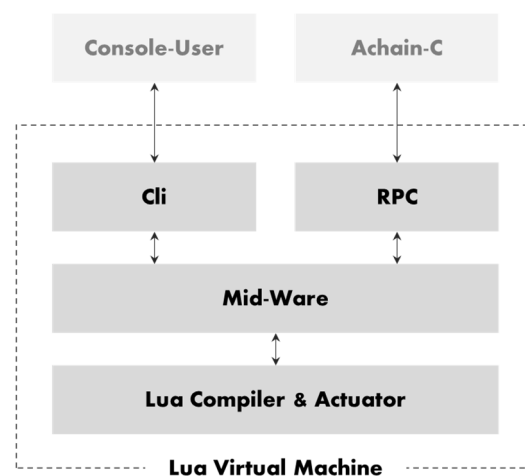 Console-User
Achain-C
Cli
RPC
Mid-Ware
Lua Compiler & Actuator
Lua Virtual Machine